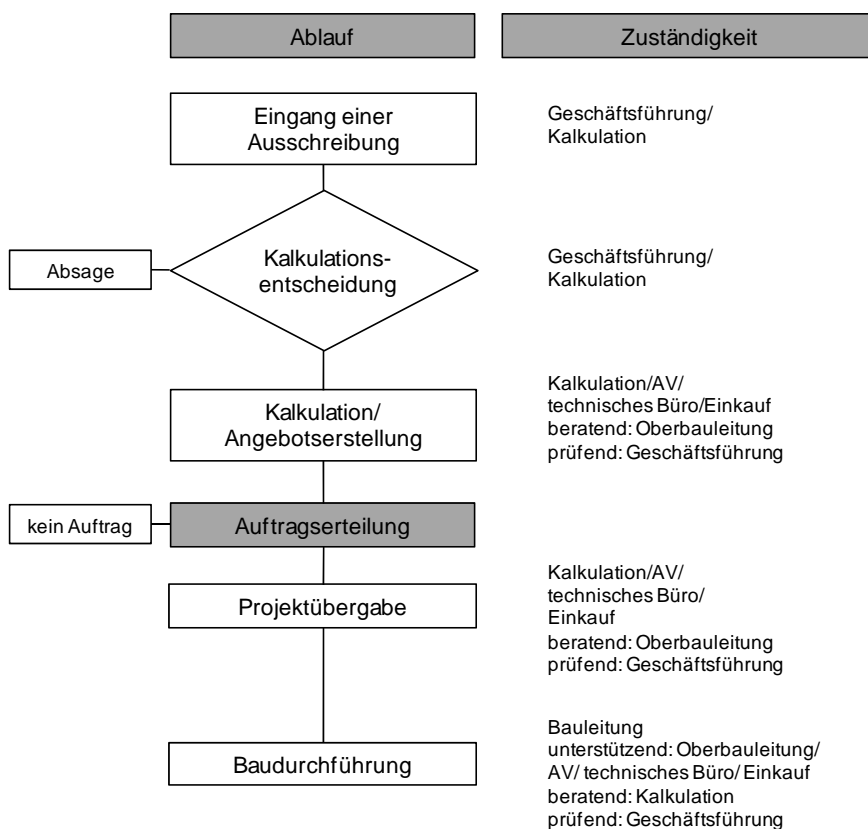 Ablauf
Zuständigkeit
Eingang einer
Ausschreibung
Geschäftsführung/
Kalkulation
Absage
Kalkulations-
entscheidung
Geschäftsführung/
Kalkulation
Kalkulation/
Angebotserstellung
Kalkulation/AV/
technisches Büro/Einkauf
beratend: Oberbauleitung
prüfend: Geschäftsführung
kein Auftrag
Auftragserteilung
Projektübergabe
Kalkulation/AV/
technisches Büro/
Einkauf
beratend: Oberbauleitung
prüfend: Geschäftsführung
Baudurchführung
Bauleitung
unterstützend: Oberbauleitung/
AV/ technisches Büro/ Einkauf
beratend: Kalkulation
prüfend: Geschäftsführung